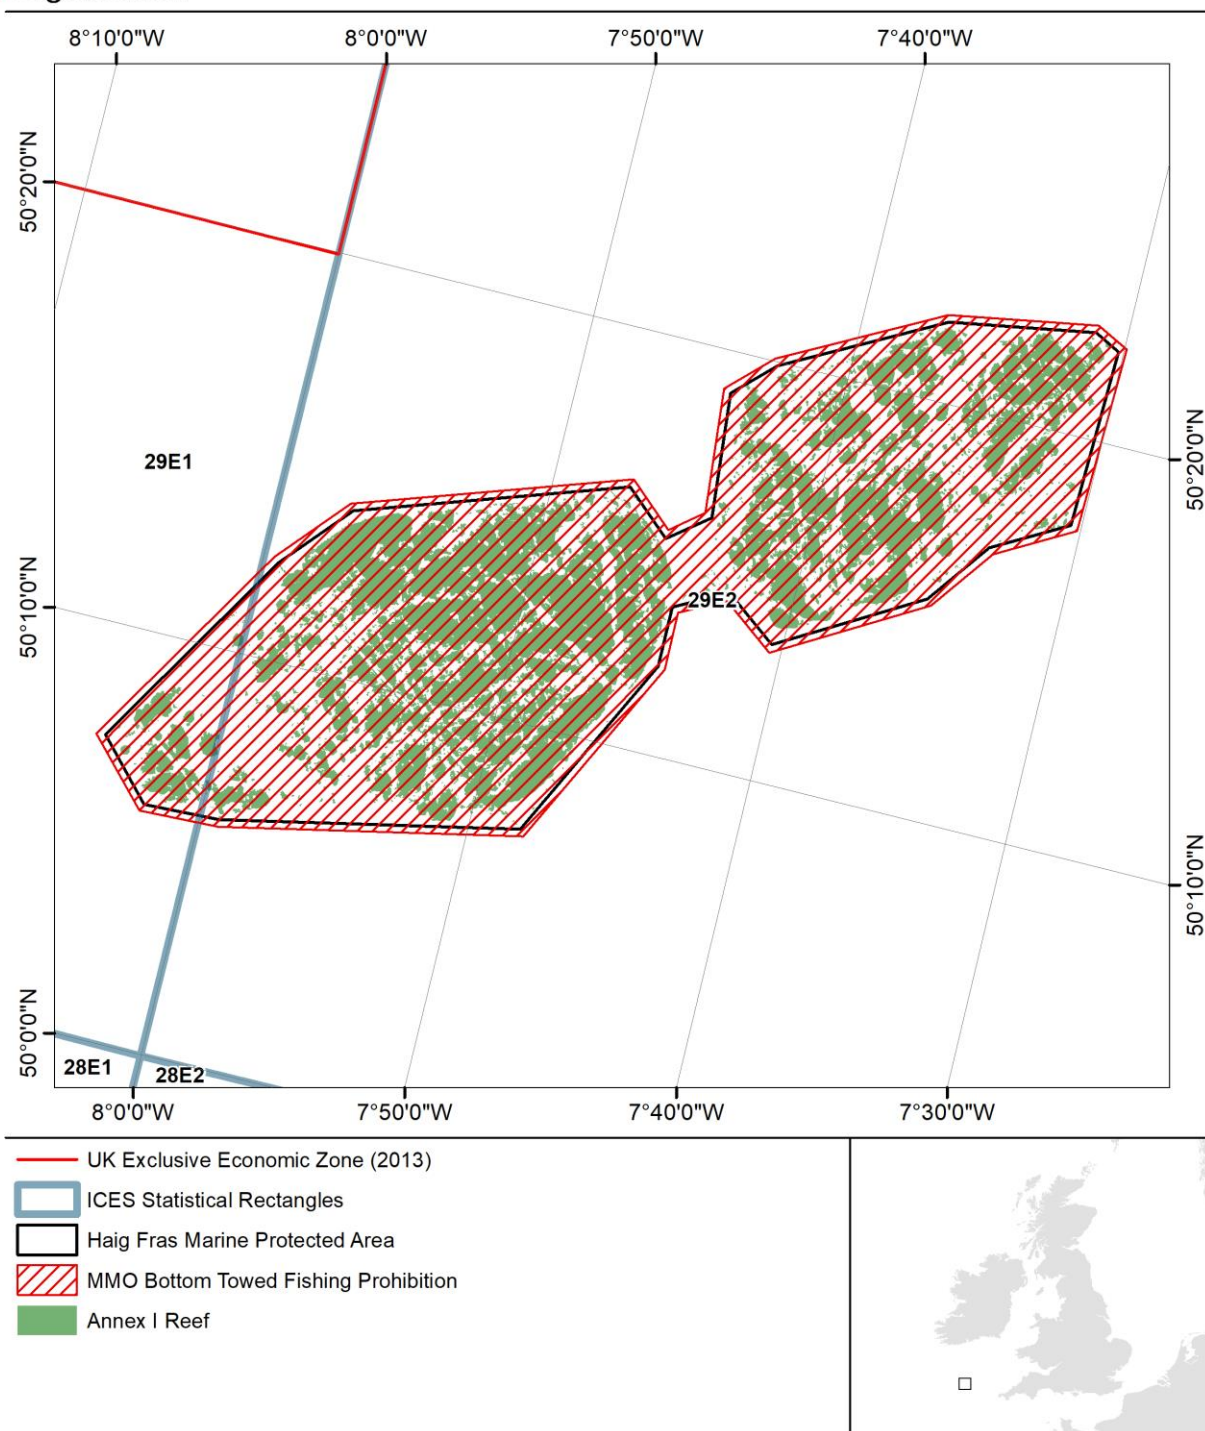 8°10'0"W 8°0'0"W 7°50'0"W 7°40'0"W
50°20'0"N
29E1
50°20'0"N
50°10'0"N
29E2
50°10'0"N
50°0'0"N
28E1 28E2
8°0'0"W 7°50'0"W 7°40'0"W 7°30'0"W
UK Exclusive Economic Zone (2013)
ICES Statistical Rectangles
Haig Fras Marine Protected Area
MMO Bottom Towed Fishing Prohibition
Annex I Reef